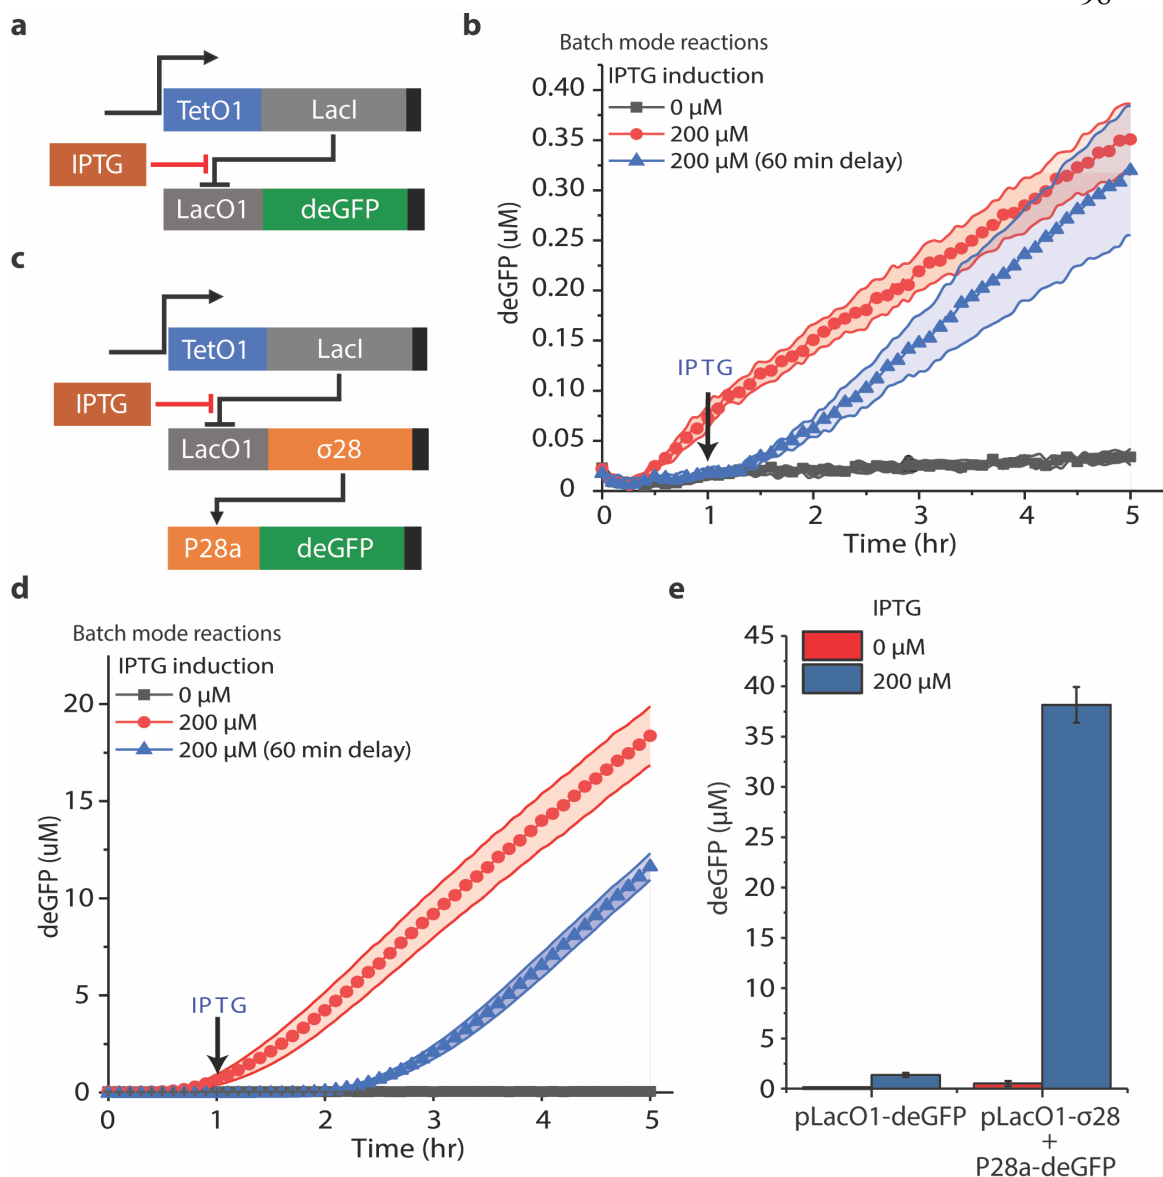 a
TetO1 LacI
IPTG
LacO1 deGFP
b
Batch mode reactions
IPTG induction
0 µM
200 µM
200 µM (60 min delay)
deGFP (uM)
0.40
0.35
0.30
0.25
0.20
0.15
0.10
0.05
0
IPTG
0 1 2 3 4 5
Time (hr)
c
TetO1 LacI
IPTG
LacO1 σ28
P28a deGFP
d
Batch mode reactions
IPTG induction
0 µM
200 µM
200 µM (60 min delay)
deGFP (uM)
20
15
10
5
0
IPTG
0 1 2 3 4 5
Time (hr)
e
IPTG
0 µM
200 µM
deGFP (µM)
45
40
35
30
25
20
15
10
5
0
pLacO1-deGFP
pLacO1-σ28
+
P28a-deGFP